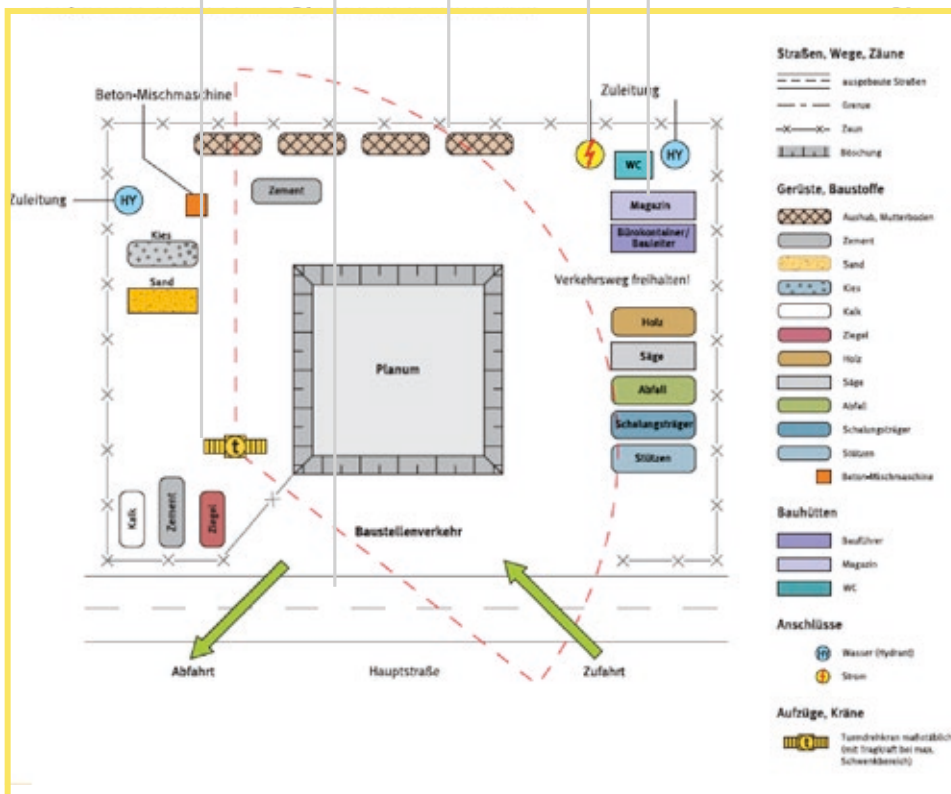 Beton-Mischmaschine
Zuleitung
Zuleitung
HY
HY
WC
Zement
Magazin
Bürokontainer/
Bauleiter
Kies
Sand
Verkehrsweg freihalten!
Holz
Säge
Abfall
Schalungsträger
Stützen
Planum
t
Kalk
Zement
Ziegel
Baustellenverkehr
Abfahrt
Hauptstraße
Zufahrt
Straßen, Wege, Zäune
ausgebaute Straßen
Grenze
Zaun
Böschung
Gerüste, Baustoffe
Aushub, Mutterboden
Zement
Sand
Kies
Kalk
Ziegel
Holz
Säge
Abfall
Schalungsträger
Stützen
Beton-Mischmaschine
Bauhütten
Bauführer
Magazin
WC
Anschlüsse
HY
Wasser (Hydrant)
Strom
Aufzüge, Kräne
t
Turmdrehkran maßstäblich
(mit Tragkraft bei max.
Schwenkbereich)